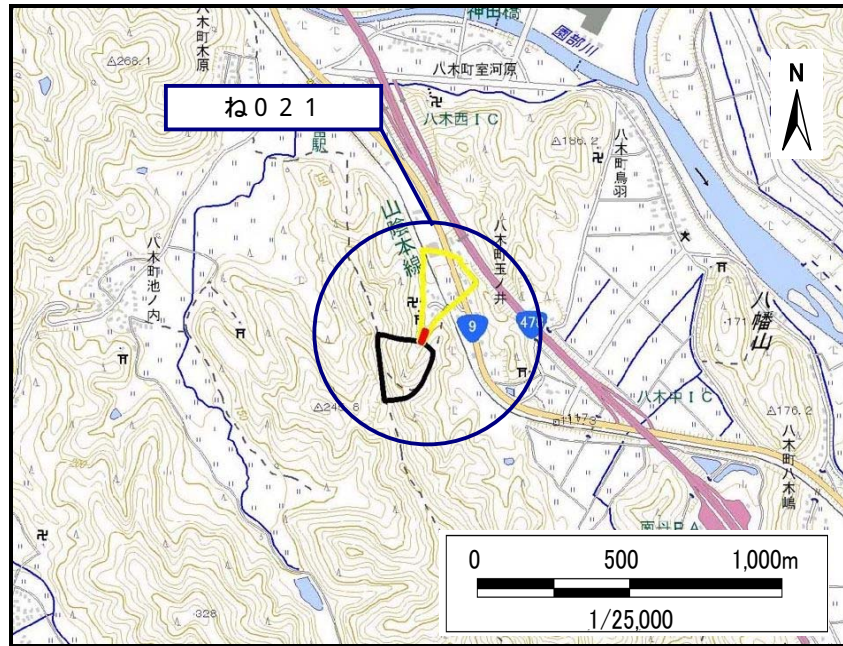 神田橋
園部川
△268.1
八木町木原
八木町室河原
N
ね021
八木西IC
△186.2
八木町鳥羽
山陰本線
八木町玉ノ井
八木町池ノ内
八幡山
9
478
171
八木中IC
△176.2
八木町八木嶋
0 500 1,000m
1/25,000
328